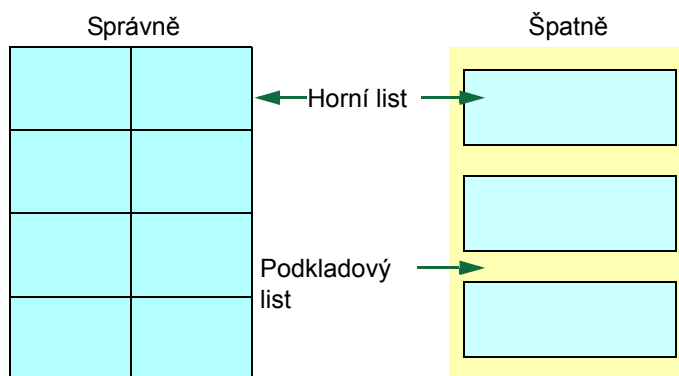 Správně
Špatně
Horní list
Podkladový
list